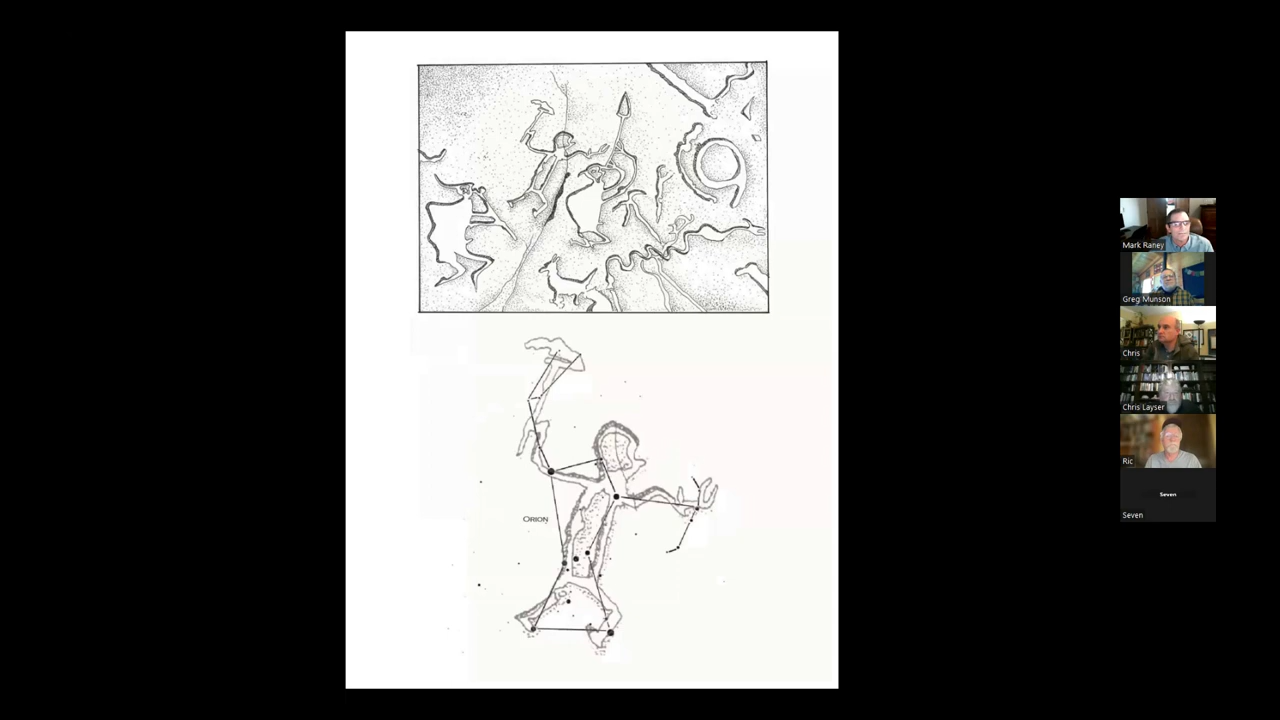 ORION
Mark Raney
Greg Munson
Chris
Chris Layser
Ric
Seven
Seven